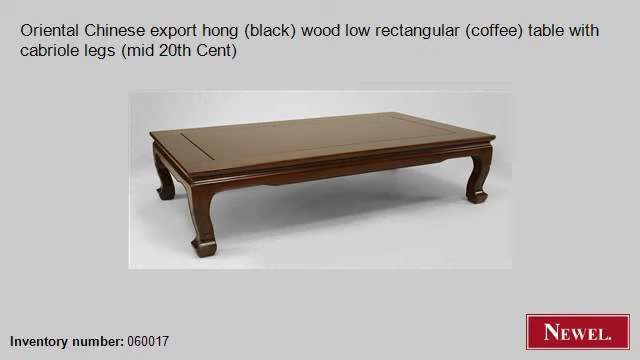 Oriental Chinese export hong (black) wood low rectangular (coffee) table with
cabriole legs (mid 20th Cent)
Inventory number: 060017
NEWEL.